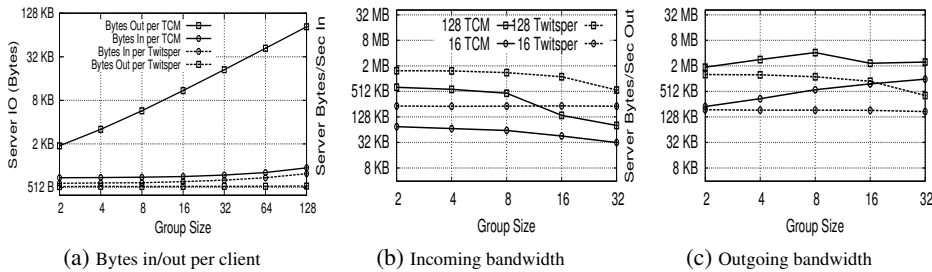 128 KB
32 KB
8 KB
2 KB
512 B
Server IO (Bytes)
Bytes Out per TCM
Bytes In per TCM
Bytes In per Twitsper
Bytes Out per Twitsper
2 4 8 16 32 64 128
Group Size
(a) Bytes in/out per client
Server Bytes/Sec In
32 MB
8 MB
2 MB
512 KB
128 KB
32 KB
8 KB
128 TCM
16 TCM
128 Twitsper
16 Twitsper
2 4 8 16 32
Group Size
(b) Incoming bandwidth
Server Bytes/Sec Out
32 MB
8 MB
2 MB
512 KB
128 KB
32 KB
8 KB
2 4 8 16 32
Group Size
(c) Outgoing bandwidth